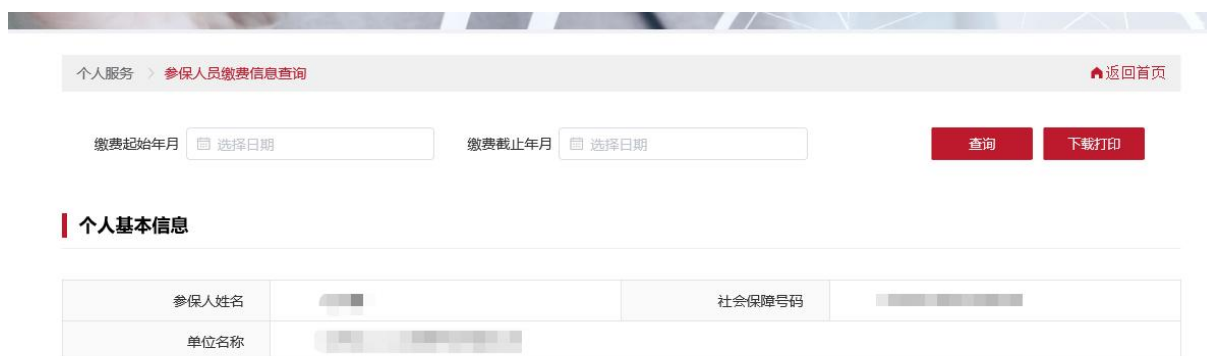 个人服务 > 参保人员缴费信息查询 返回首页
缴费起始年月 选择日期 缴费截止年月 选择日期 查询 下载打印
个人基本信息
参保人姓名 社会保障号码
单位名称